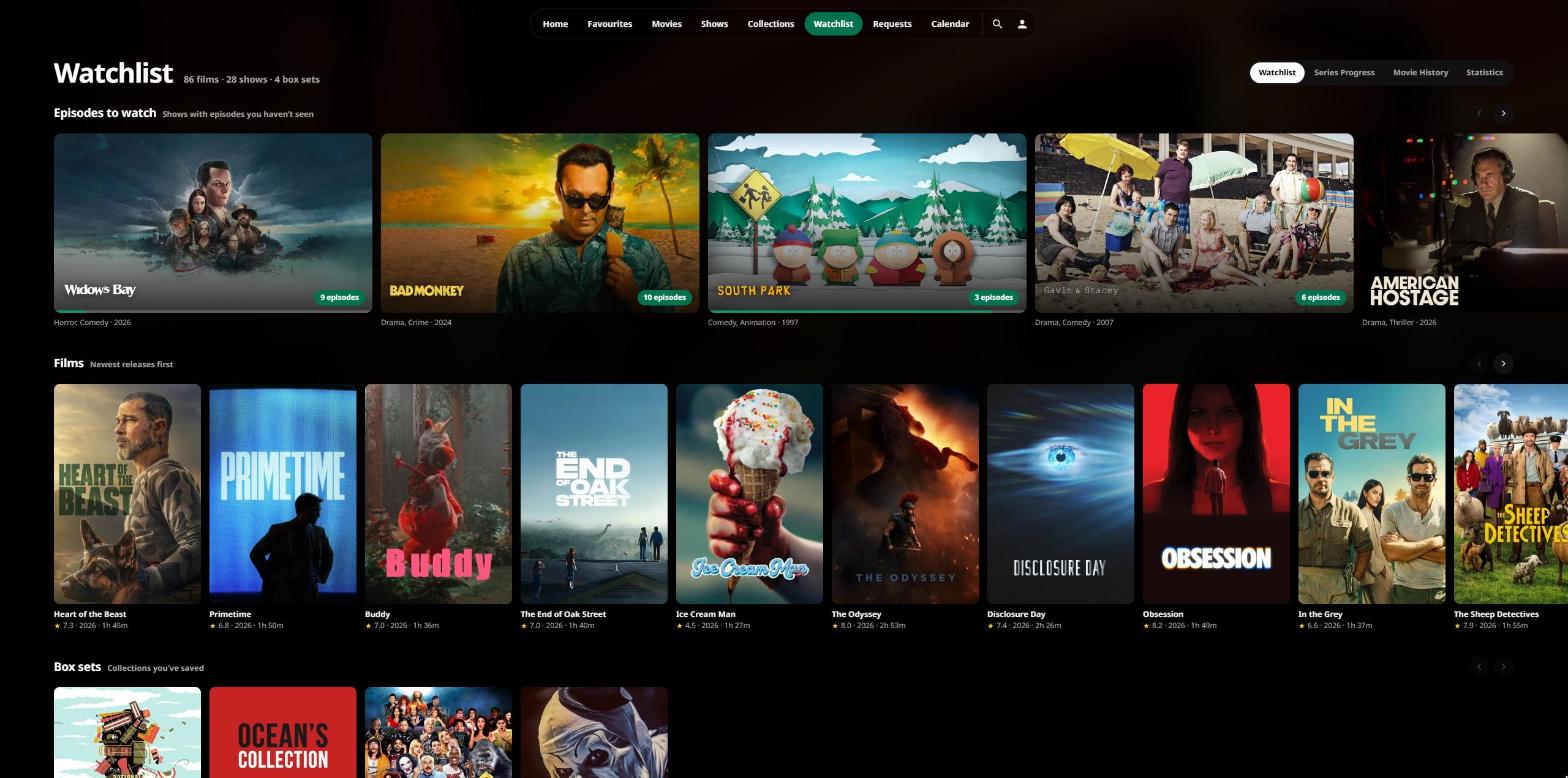 Home Favourites Movies Shows Collections Watchlist Requests Calendar
Watchlist 86 films · 28 shows · 4 box sets
Watchlist Series Progress Movie History Statistics
Episodes to watch Shows with episodes you haven't seen
Widow's Bay
9 episodes
BAD MONKEY
10 episodes
SOUTH PARK
3 episodes
Gavin & Stacey
6 episodes
AMERICAN
HOSTAGE
Horror, Comedy · 2026
Drama, Crime · 2024
Comedy, Animation · 1997
Drama, Comedy · 2007
Drama, Thriller · 2026
Films Newest releases first
HEART OF THE
BEAST
PRIMETIME
Buddy
THE
END
OF OAK
STREET
Ice Cream Man
THE ODYSSEY
DISCLOSURE DAY
OBSESSION
IN
THE
GREY
THE SHEEP
DETECTIVES
Heart of the Beast
★ 7.3 · 2026 · 1h 45m
Primetime
★ 6.8 · 2026 · 1h 50m
Buddy
★ 7.0 · 2026 · 1h 36m
The End of Oak Street
★ 7.0 · 2026 · 1h 40m
Ice Cream Man
★ 4.5 · 2026 · 1h 27m
The Odyssey
★ 8.0 · 2026 · 2h 53m
Disclosure Day
★ 7.4 · 2026 · 2h 26m
Obsession
★ 8.2 · 2026 · 1h 49m
In the Grey
★ 6.6 · 2026 · 1h 37m
The Sheep Detectives
★ 7.9 · 2026 · 1h 55m
Box sets Collections you've saved
NATIONAL
OCEAN'S
COLLECTION